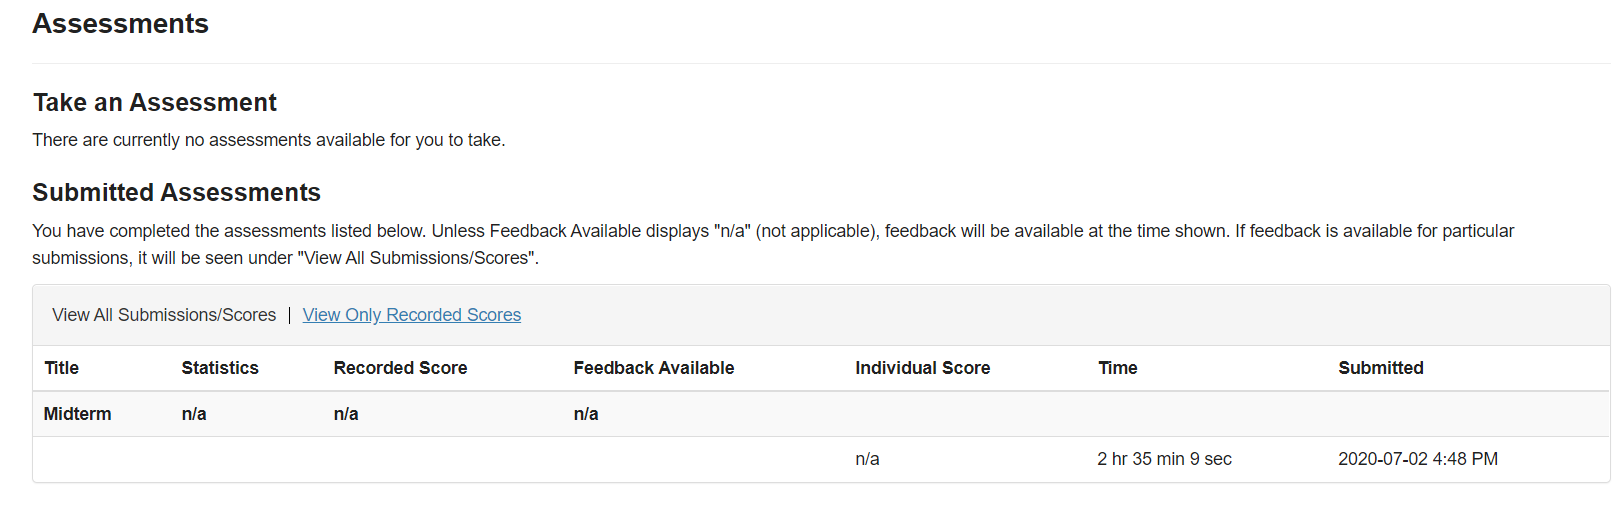 Assessments
Take an Assessment
There are currently no assessments available for you to take.
Submitted Assessments
You have completed the assessments listed below. Unless Feedback Available displays "n/a" (not applicable), feedback will be available at the time shown. If feedback is available for particular
submissions, it will be seen under "View All Submissions/Scores".
View All Submissions/Scores | View Only Recorded Scores
Title Statistics Recorded Score Feedback Available Individual Score Time Submitted
Midterm n/a n/a n/a
n/a 2 hr 35 min 9 sec 2020-07-02 4:48 PM